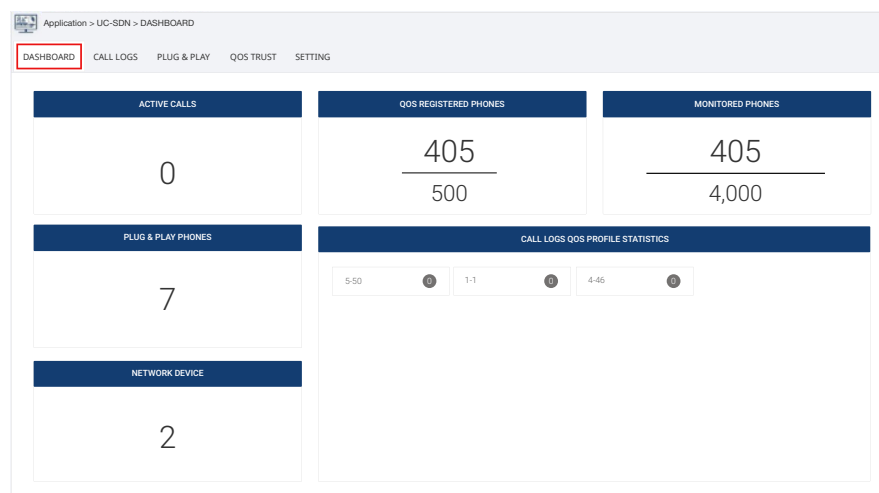 Application > UC-SDN > DASHBOARD
DASHBOARD CALL LOGS PLUG & PLAY QOS TRUST SETTING
ACTIVE CALLS
0
QOS REGISTERED PHONES
405
500
MONITORED PHONES
405
4,000
PLUG & PLAY PHONES
7
CALL LOGS QOS PROFILE STATISTICS
5-50 0 1-1 0 4-46 0
NETWORK DEVICE
2